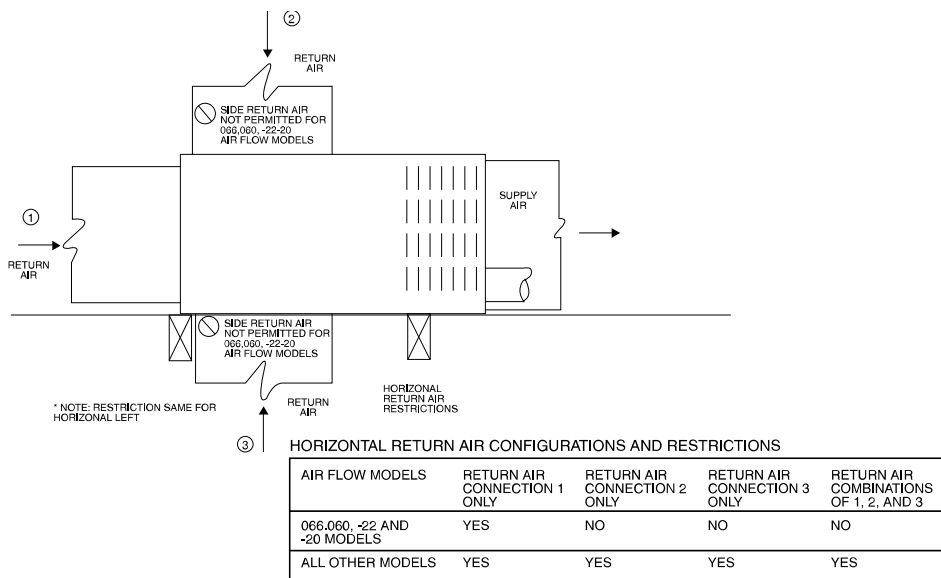 ②
RETURN
AIR
SIDE RETURN AIR
NOT PERMITTED FOR
066,060, -22-20
AIR FLOW MODELS
①
RETURN
AIR
SUPPLY
AIR
SIDE RETURN AIR
NOT PERMITTED FOR
066,060, -22-20
AIR FLOW MODELS
* NOTE: RESTRICTION SAME FOR
HORIZONAL LEFT
RETURN
AIR
③
HORIZONAL
RETURN AIR
RESTRICTIONS
HORIZONTAL RETURN AIR CONFIGURATIONS AND RESTRICTIONS
AIR FLOW MODELS
RETURN AIR
CONNECTION 1
ONLY
RETURN AIR
CONNECTION 2
ONLY
RETURN AIR
CONNECTION 3
ONLY
RETURN AIR
COMBINATIONS
OF 1, 2, AND 3
066.060, -22 AND
-20 MODELS
YES
NO
NO
NO
ALL OTHER MODELS
YES
YES
YES
YES